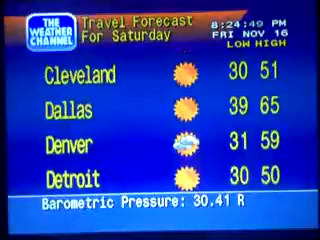 THE WEATHER CHANNEL
Travel Forecast 8:24:49 PM
For Saturday FRI NOV 16
LOW HIGH
Cleveland 30 51
Dallas 39 65
Denver 31 59
Detroit 30 50
Barometric Pressure: 30.41 R